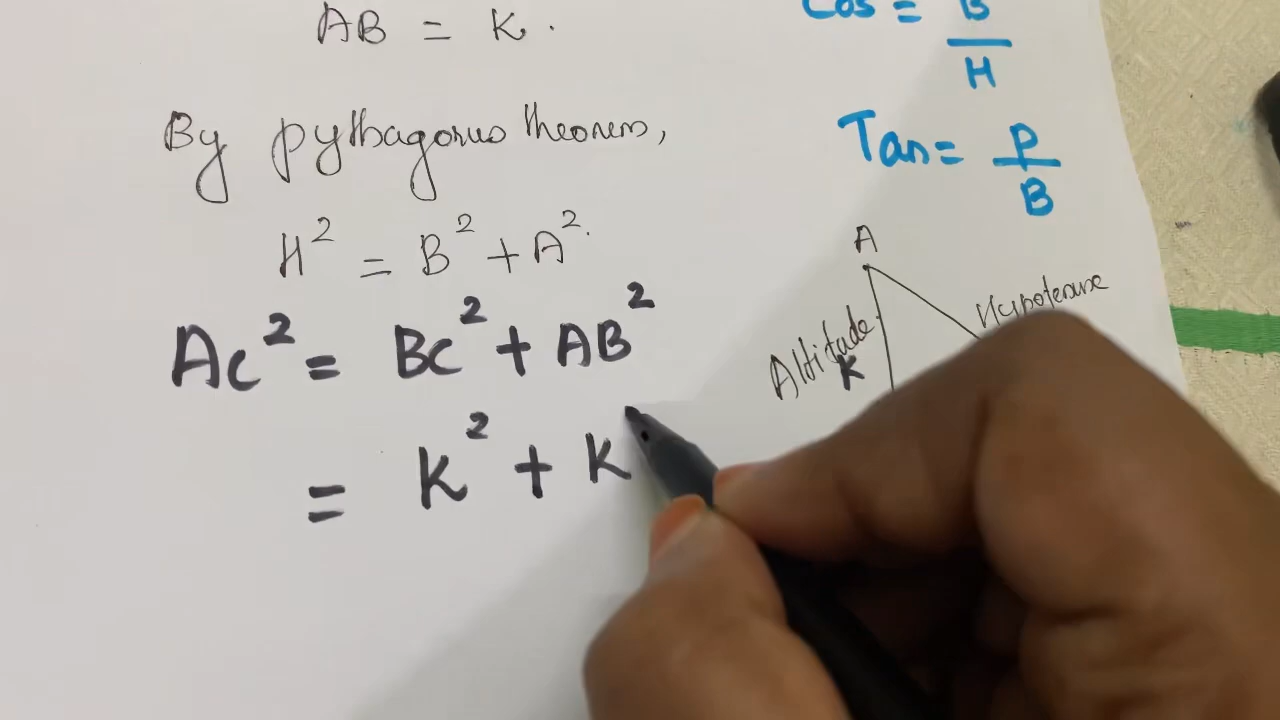 AB = K.
Cos = B/H
By pythagorus theorem,
Tan = P/B
H² = B² + A².
A
Hypotenuse
Altitude
K
AC² = BC² + AB²
= K² + K